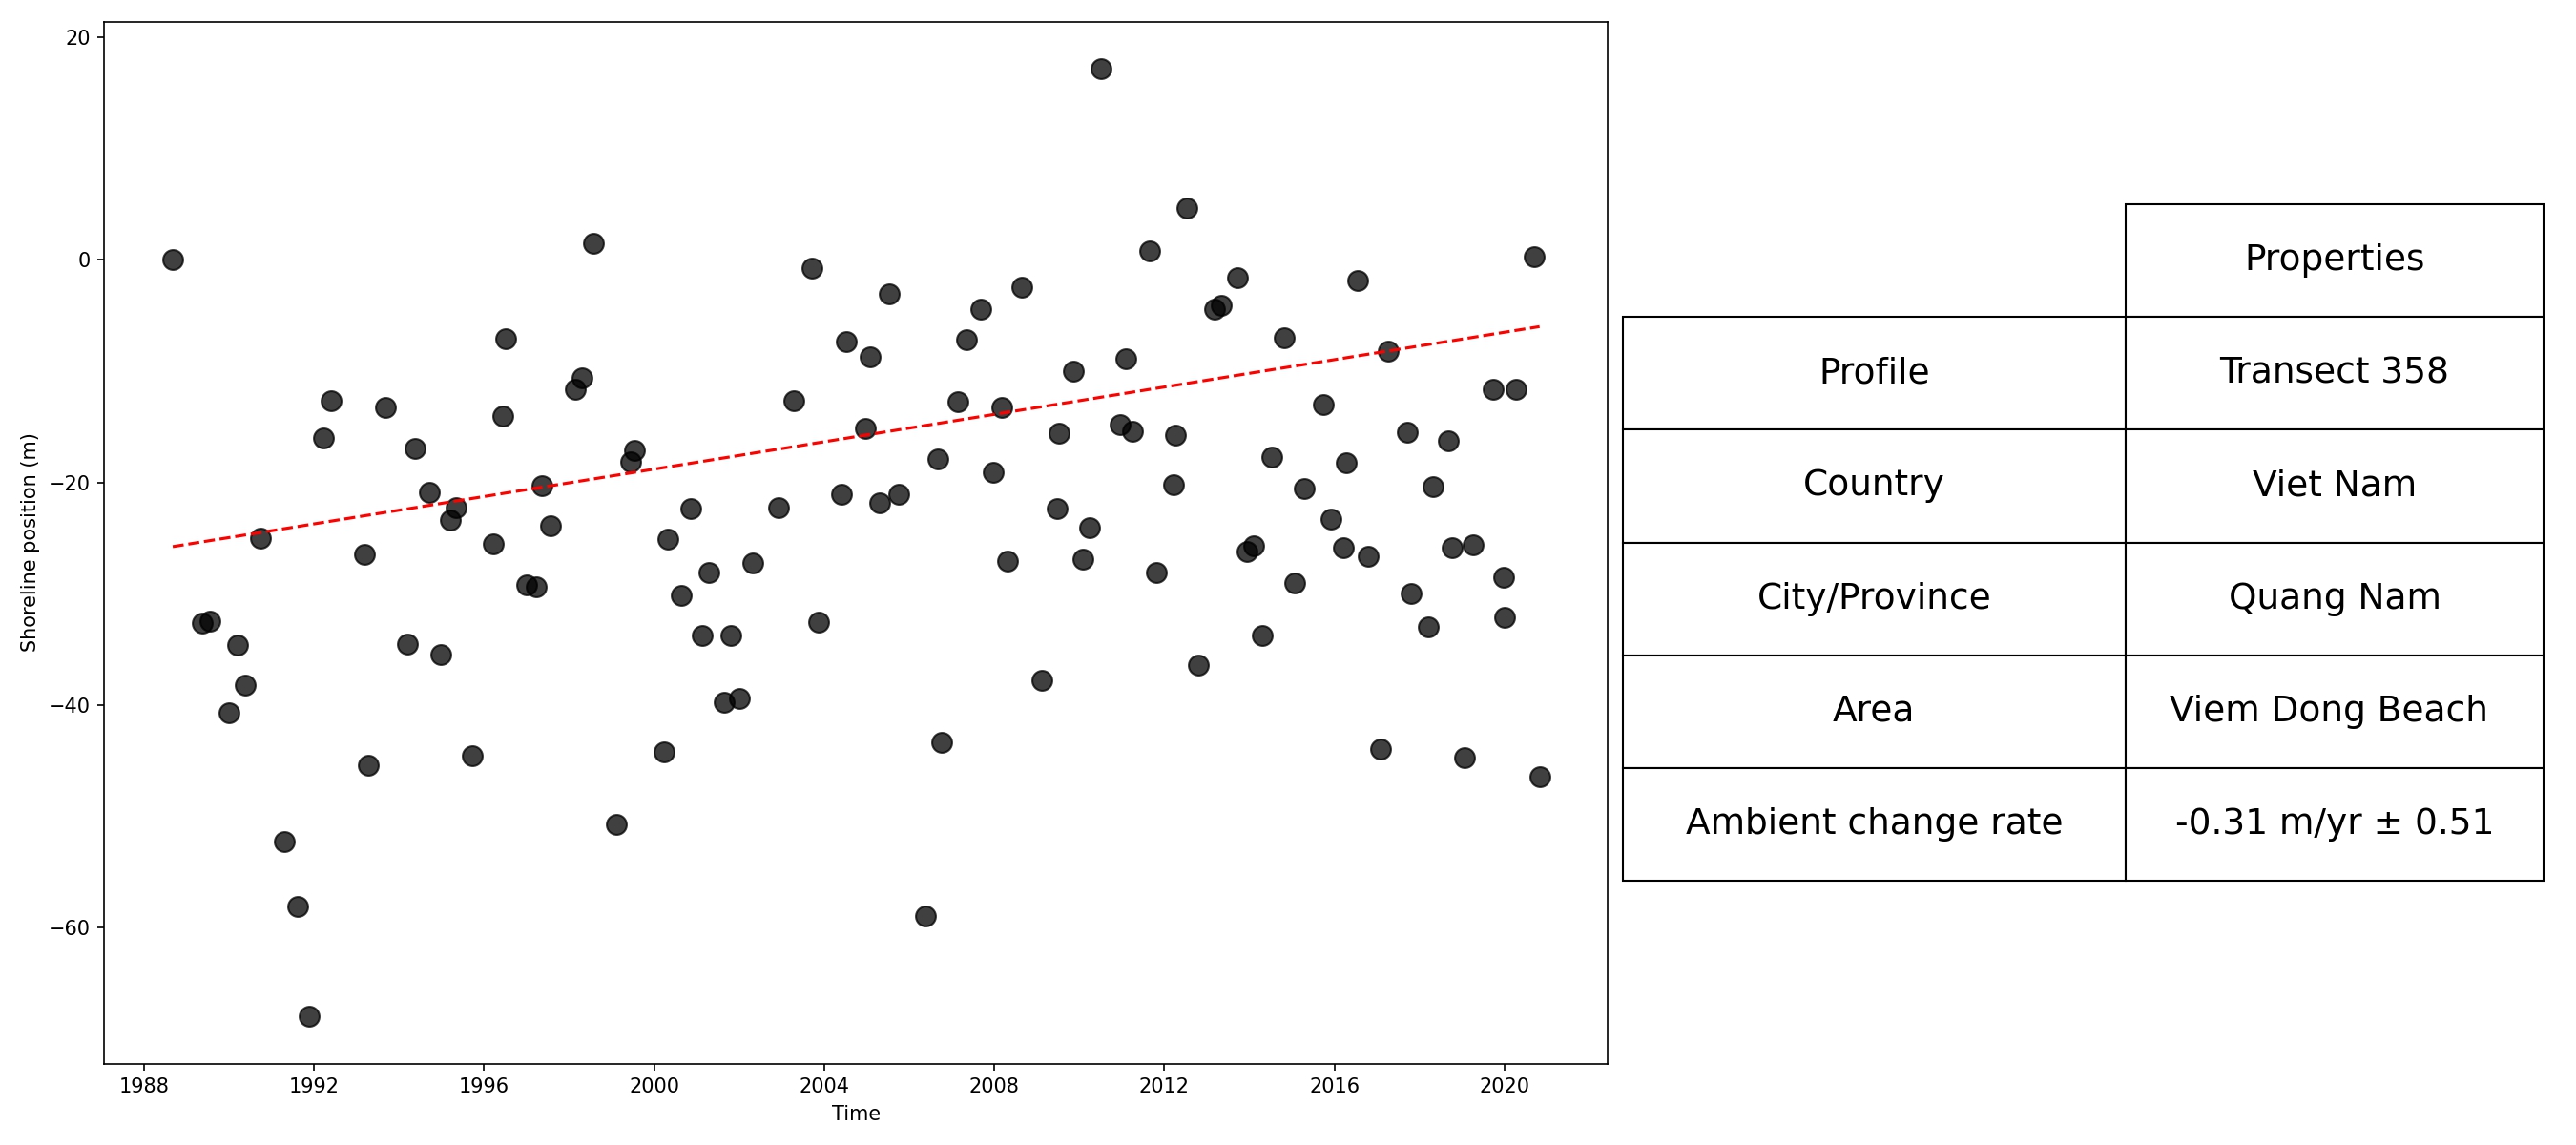 20
0
−20
−40
−60
Shoreline position (m)
1988 1992 1996 2000 2004 2008 2012 2016 2020
Time
Properties
Profile Transect 358
Country Viet Nam
City/Province Quang Nam
Area Viem Dong Beach
Ambient change rate -0.31 m/yr ± 0.51